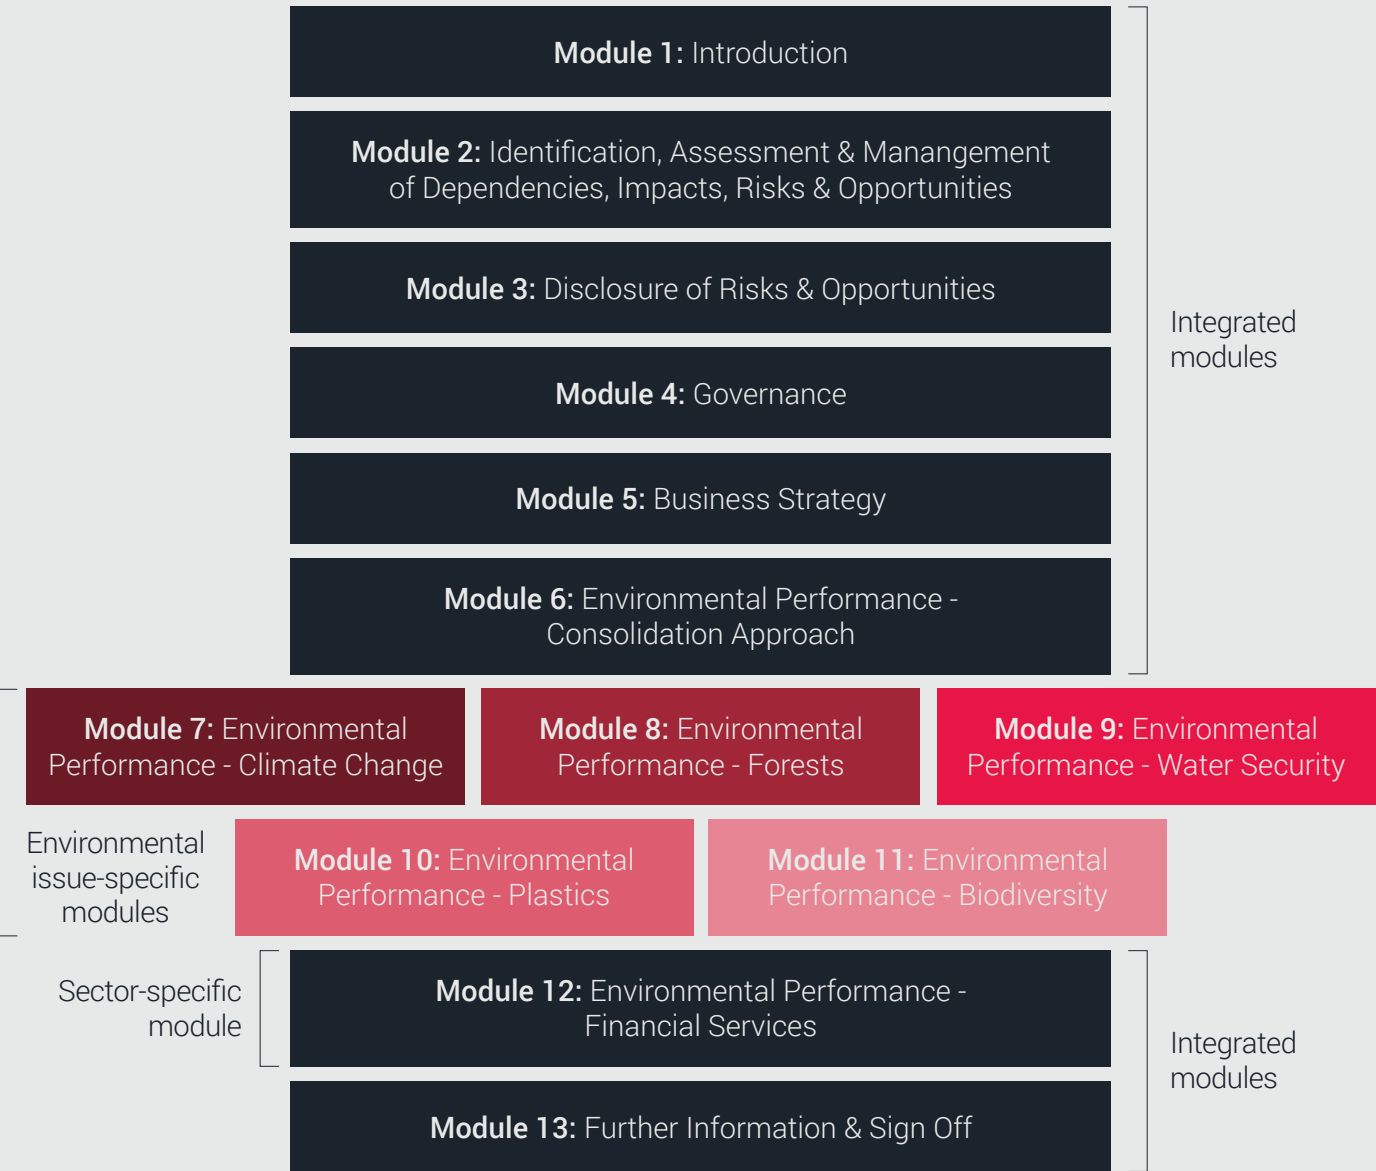 Module 1: Introduction
Module 2: Identification, Assessment & Manangement
of Dependencies, Impacts, Risks & Opportunities
Module 3: Disclosure of Risks & Opportunities
Integrated
modules
Module 4: Governance
Module 5: Business Strategy
Module 6: Environmental Performance -
Consolidation Approach
Module 7: Environmental
Performance - Climate Change
Module 8: Environmental
Performance - Forests
Module 9: Environmental
Performance - Water Security
Environmental
issue-specific
modules
Module 10: Environmental
Performance - Plastics
Module 11: Environmental
Performance - Biodiversity
Sector-specific
module
Module 12: Environmental Performance -
Financial Services
Integrated
modules
Module 13: Further Information & Sign Off